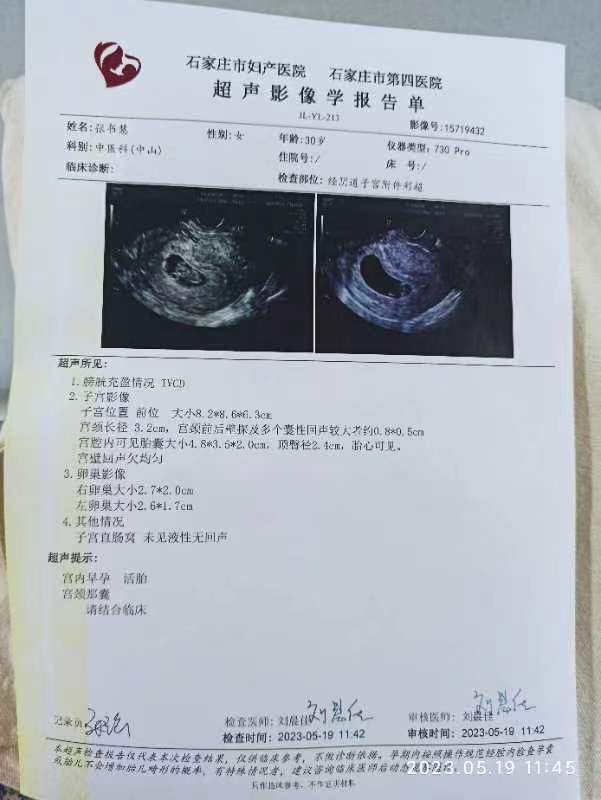 石家庄市妇产医院 石家庄市第四医院
超声影像学报告单
JL-YL-213
影像号:15719432
姓名:张书慧 性别:女 年龄:30岁 仪器类型:730 Pro
科别:中医科(中山) 住院号:/ 床 号:/
临床诊断: 检查部位:经阴道子宫附件彩超
超声所见:
1.膀胱充盈情况 TVCD
2.子宫影像
子宫位置 前位 大小8.2*8.6*6.3cm
宫颈长径 3.2cm，宫颈前后壁探及多个囊性回声较大者约0.8*0.5cm
宫腔内可见胎囊大小4.8*3.5*2.0cm，顶臀径2.4cm，胎心可见。
宫壁回声欠均匀
3.卵巢影像
右卵巢大小2.7*2.0cm
左卵巢大小2.6*1.7cm
4.其他情况
子宫直肠窝 未见液性无回声
超声提示:
宫内早孕 活胎
宫颈那囊
请结合临床
记录员 检查医师:刘晨佳 审核医师:刘晨佳
检查时间:2023-05-19 11:42 审核时间:2023-05-19 11:42
本超声检查报告仅代表本次检查结果，仅供临床参考，不做诊断依据。早期向按照操作规范经腔内检查孕囊
或胎儿不会增加胎儿畸形的概率，有特殊情况者，建议咨询临床医师后动态
2023.05.19 11:45
只作临床参考，不作证明材料